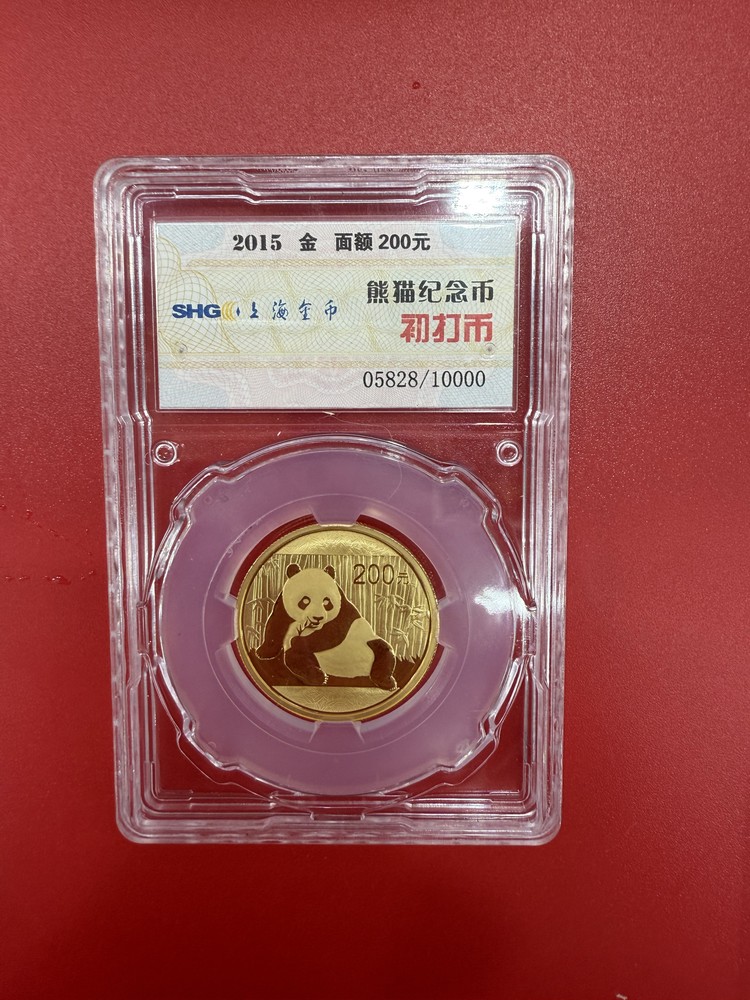 2015 金 面额 200元
SHG 上海金币
熊猫纪念币
初打币
05828/10000
200元